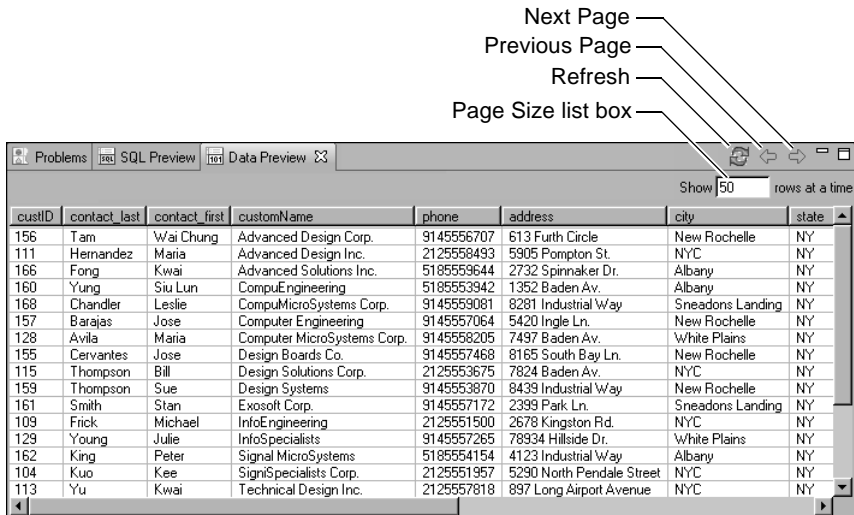 Next Page
Previous Page
Refresh
Page Size list box
Problems SQL Preview Data Preview
Show 50 rows at a time
custID contact_last contact_first customName phone address city state
156 Tam Wai Chung Advanced Design Corp. 9145556707 613 Furth Circle New Rochelle NY
111 Hernandez Maria Advanced Design Inc. 2125558493 5905 Pompton St. NYC NY
166 Fong Kwai Advanced Solutions Inc. 5185559644 2732 Spinnaker Dr. Albany NY
160 Yung Siu Lun CompuEngineering 5185553942 1352 Baden Av. Albany NY
168 Chandler Leslie CompuMicroSystems Corp. 9145559081 8281 Industrial Way Sneadons Landing NY
157 Barajas Jose Computer Engineering 9145557064 5420 Ingle Ln. New Rochelle NY
128 Avila Maria Computer MicroSystems Corp. 9145558205 7497 Baden Av. White Plains NY
155 Cervantes Jose Design Boards Co. 9145557468 8165 South Bay Ln. New Rochelle NY
115 Thompson Bill Design Solutions Corp. 2125553675 7824 Baden Av. NYC NY
159 Thompson Sue Design Systems 9145553870 8439 Industrial Way New Rochelle NY
161 Smith Stan Exosoft Corp. 9145557172 2399 Park Ln. Sneadons Landing NY
109 Frick Michael InfoEngineering 2125551500 2678 Kingston Rd. NYC NY
129 Young Julie InfoSpecialists 9145557265 78934 Hillside Dr. White Plains NY
162 King Peter Signal MicroSystems 5185554154 4123 Industrial Way Albany NY
104 Kuo Kee SigniSpecialists Corp. 2125551957 5290 North Pendale Street NYC NY
113 Yu Kwai Technical Design Inc. 2125557818 897 Long Airport Avenue NYC NY